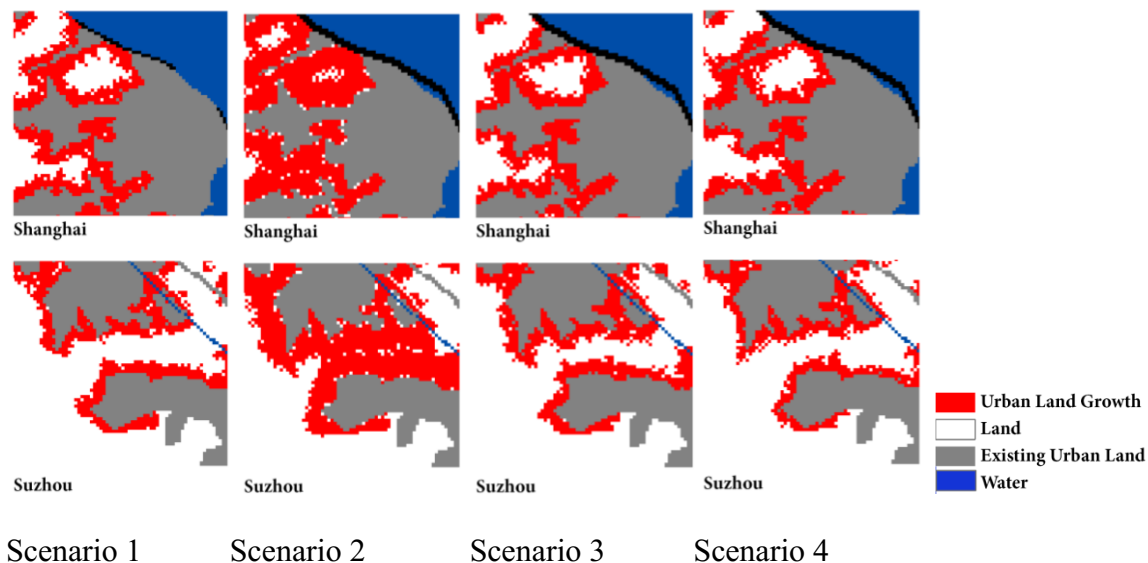 Shanghai
Shanghai
Shanghai
Shanghai
Suzhou
Suzhou
Suzhou
Suzhou
Urban Land Growth
Land
Existing Urban Land
Water
Scenario 1
Scenario 2
Scenario 3
Scenario 4